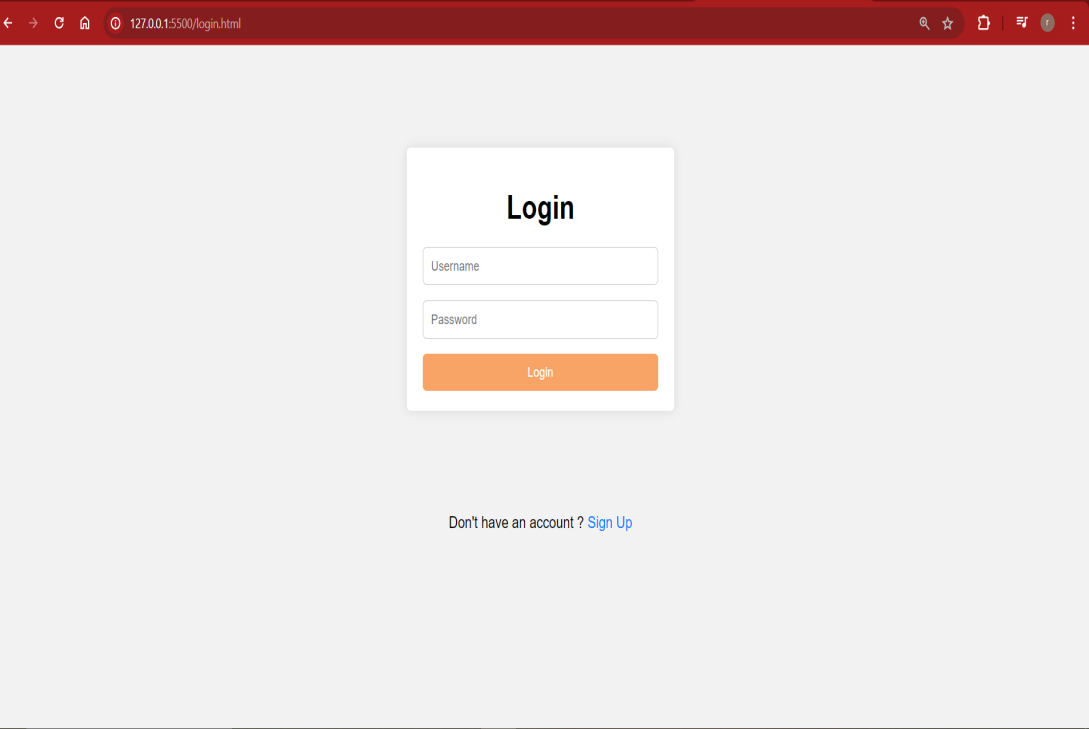 127.0.0.1:5500/login.html
r
Login
Username
Password
Login
Don't have an account ? Sign Up